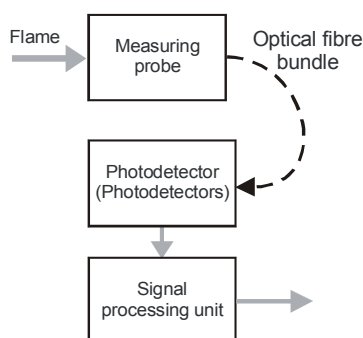 Flame
Measuring
probe
Optical fibre
bundle
Photodetector
(Photodetectors)
Signal
processing unit